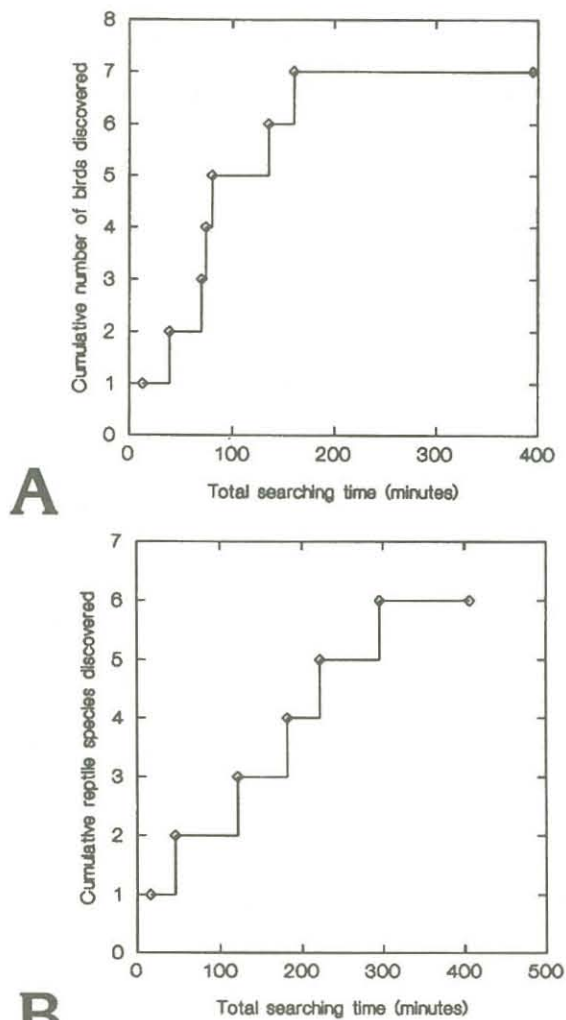 8
7
6
5
4
3
2
1
0
Cumulative number of birds discovered
0 100 200 300 400
Total searching time (minutes)
A
7
6
5
4
3
2
1
0
Cumulative reptile species discovered
0 100 200 300 400 500
Total searching time (minutes)
B